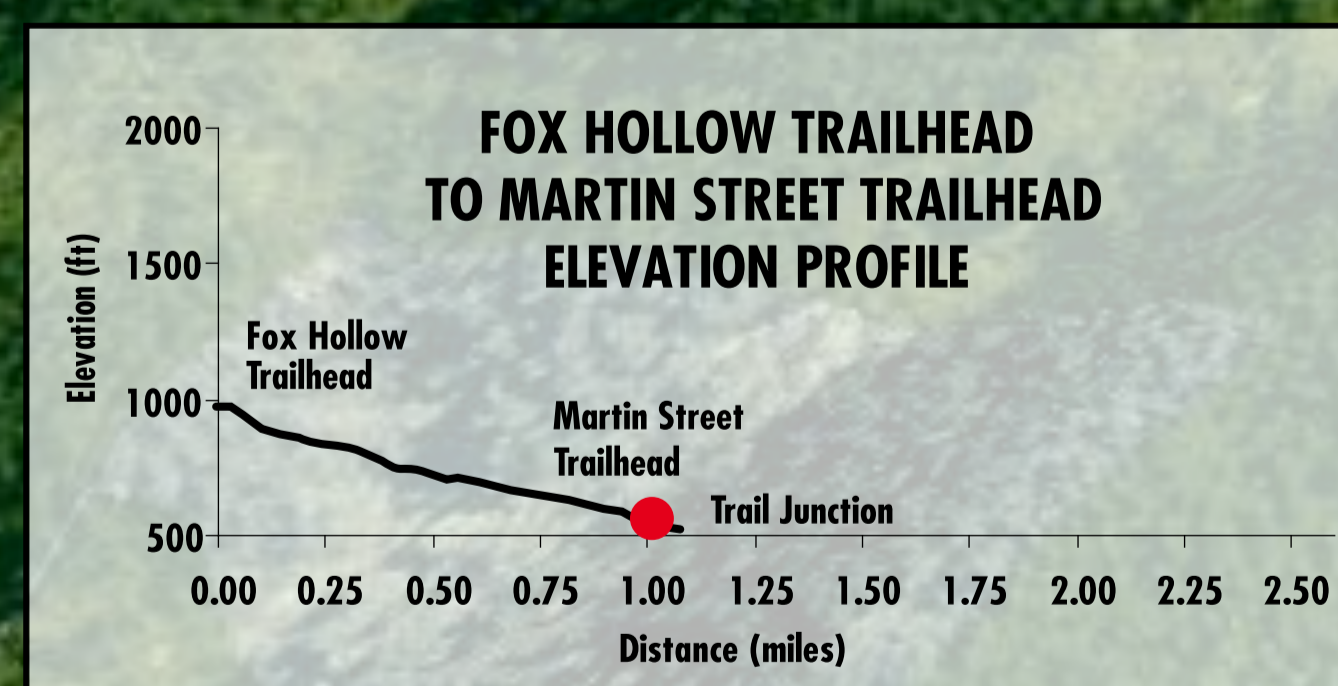 FOX HOLLOW TRAILHEAD
TO MARTIN STREET TRAILHEAD
ELEVATION PROFILE
2000
1500
1000
500
Elevation (ft)
Fox Hollow
Trailhead
Martin Street
Trailhead
Trail Junction
0.00 0.25 0.50 0.75 1.00 1.25 1.50 1.75 2.00 2.25 2.50
Distance (miles)